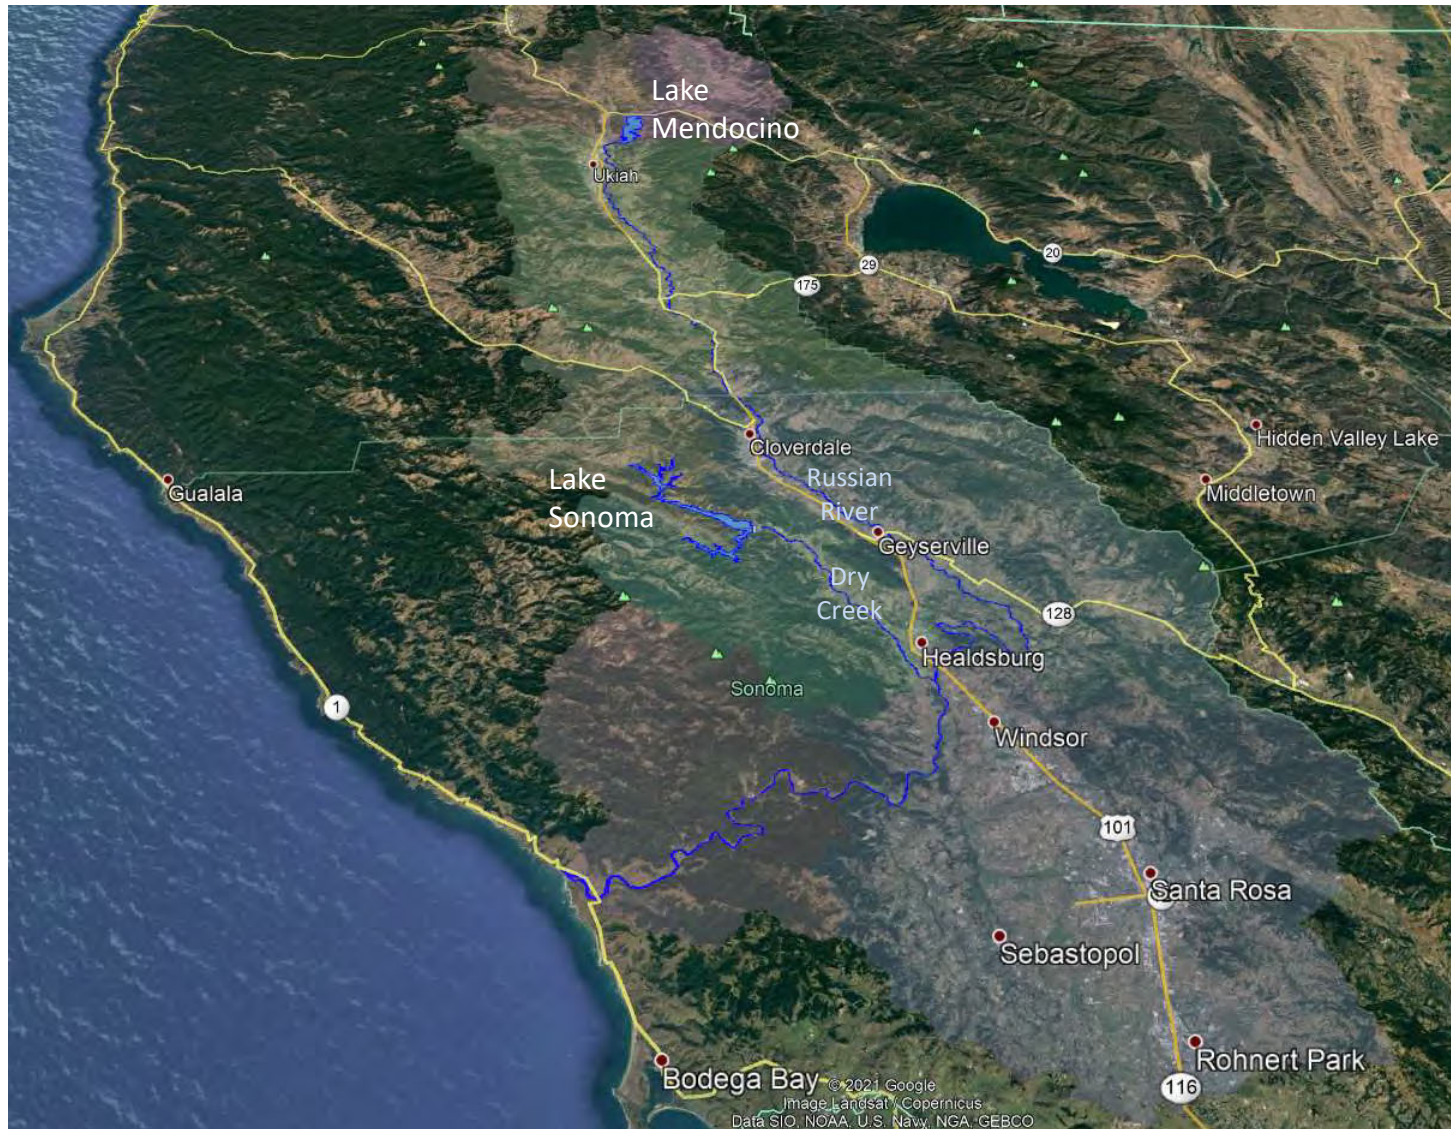 Lake
Mendocino
Ukiah
20
29
175
Cloverdale
Hidden Valley Lake
Lake
Sonoma
Russian
River
Gualala
Middletown
Geyserville
Dry
Creek
128
Healdsburg
Sonoma
1
Windsor
101
Santa Rosa
Sebastopol
Rohnert Park
Bodega Bay
116
© 2021 Google
Image Landsat / Copernicus
Data SIO, NOAA, U.S. Navy, NGA, GEBCO